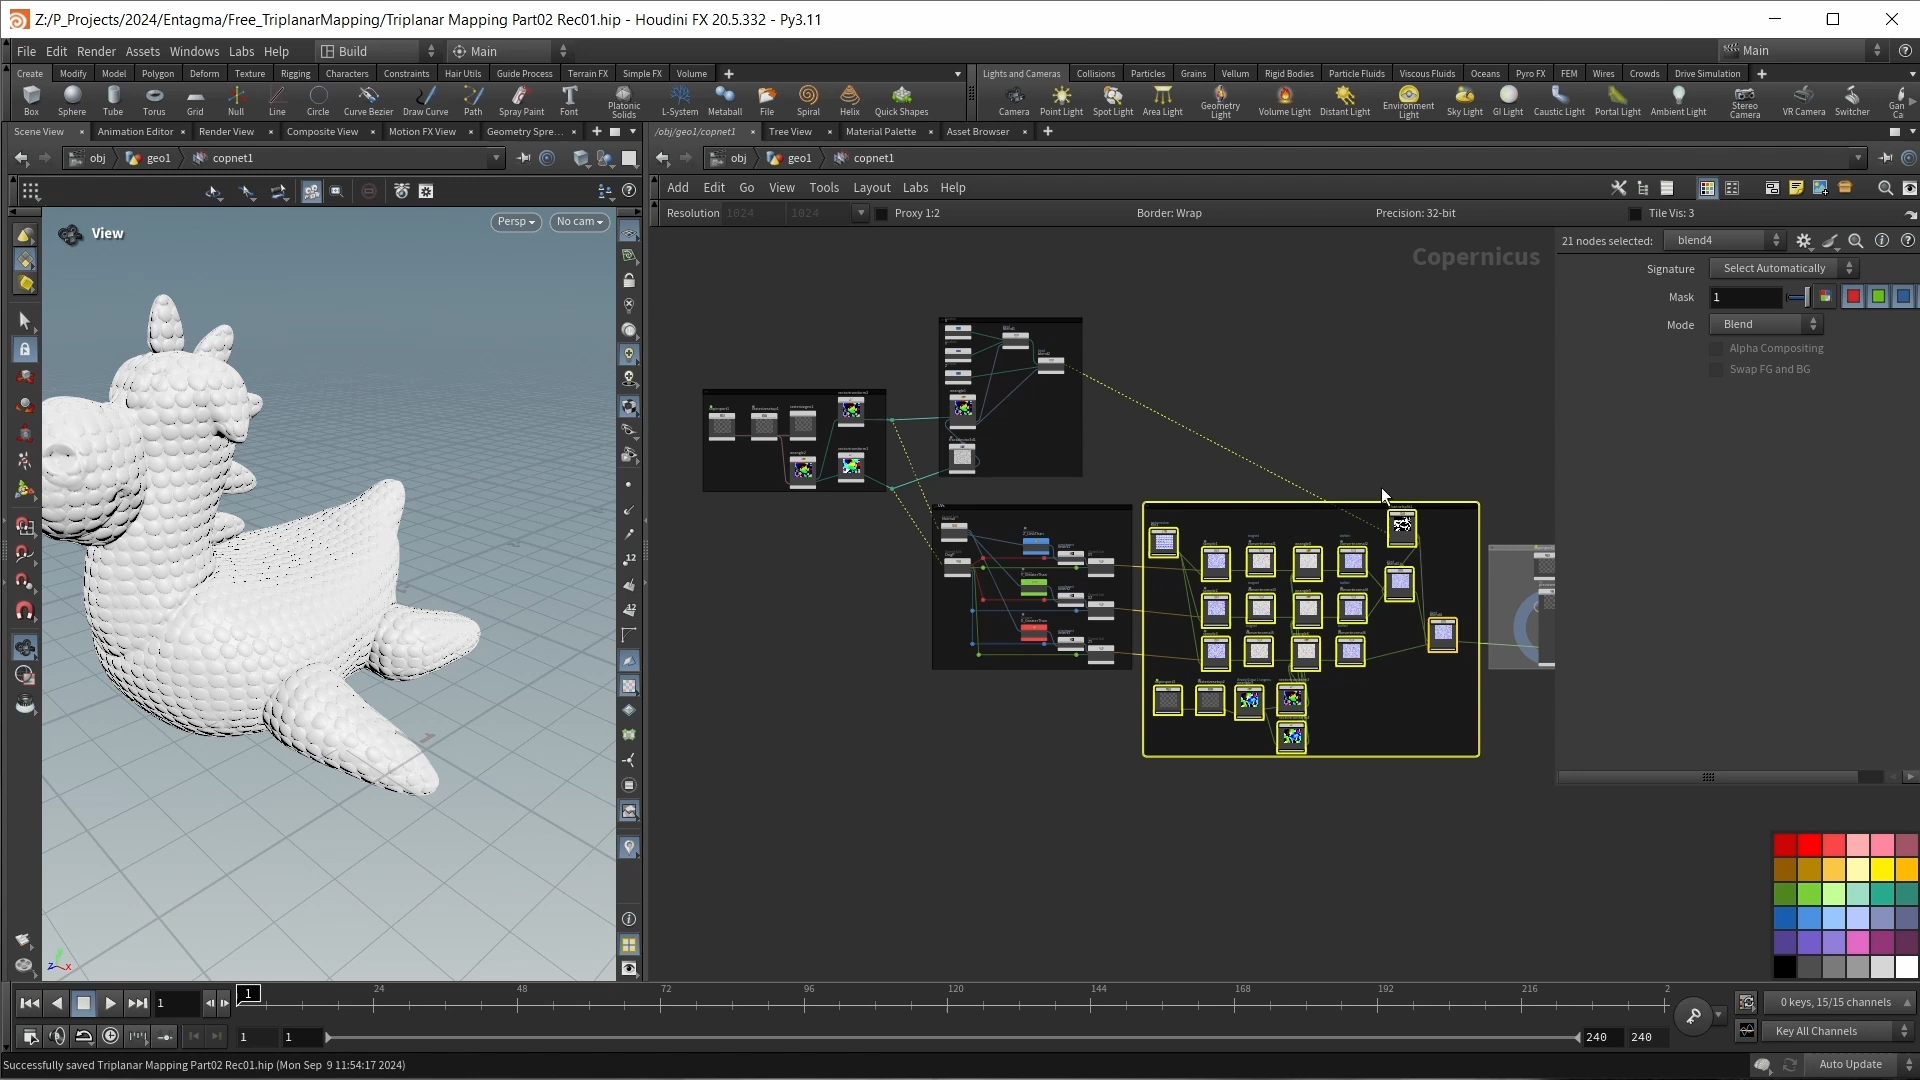 Z:/P_Projects/2024/Entagma/Free_TriplanarMapping/Triplanar Mapping Part02 Rec01.hip - Houdini FX 20.5.332 - Py3.11
File Edit Render Assets Windows Labs Help Build Main Main
Create Modify Model Polygon Deform Texture Rigging Characters Constraints Hair Utils Guide Process Terrain FX Simple FX Volume
Lights and Cameras Collisions Particles Grains Vellum Rigid Bodies Particle Fluids Viscous Fluids Oceans Pyro FX FEM Wires Crowds Drive Simulation
Box Sphere Tube Torus Grid Null Line Circle Curve Bezier Draw Curve Path Spray Paint Font Platonic Solids L-System Metaball File Spiral Helix Quick Shapes
Camera Point Light Spot Light Area Light Geometry Light Volume Light Distant Light Environment Light Sky Light GI Light Caustic Light Portal Light Ambient Light Stereo Camera VR Camera Switcher Gan Ca
Scene View Animation Editor Render View Composite View Motion FX View Geometry Spre...
/obj/geo1/copnet1 Tree View Material Palette Asset Browser
obj geo1 copnet1
obj geo1 copnet1
Add Edit Go View Tools Layout Labs Help
Resolution 1024 1024 Proxy 1:2 Border: Wrap Precision: 32-bit Tile Vis: 3
View
Persp
No cam
Copernicus
21 nodes selected: blend4
Signature Select Automatically
Mask 1
Mode Blend
Alpha Compositing
Swap FG and BG
1 1 24 48 72 96 120 144 168 192 216 2
0 keys, 15/15 channels
1 1 240 240
Key All Channels
Successfully saved Triplanar Mapping Part02 Rec01.hip (Mon Sep 9 11:54:17 2024)
Auto Update